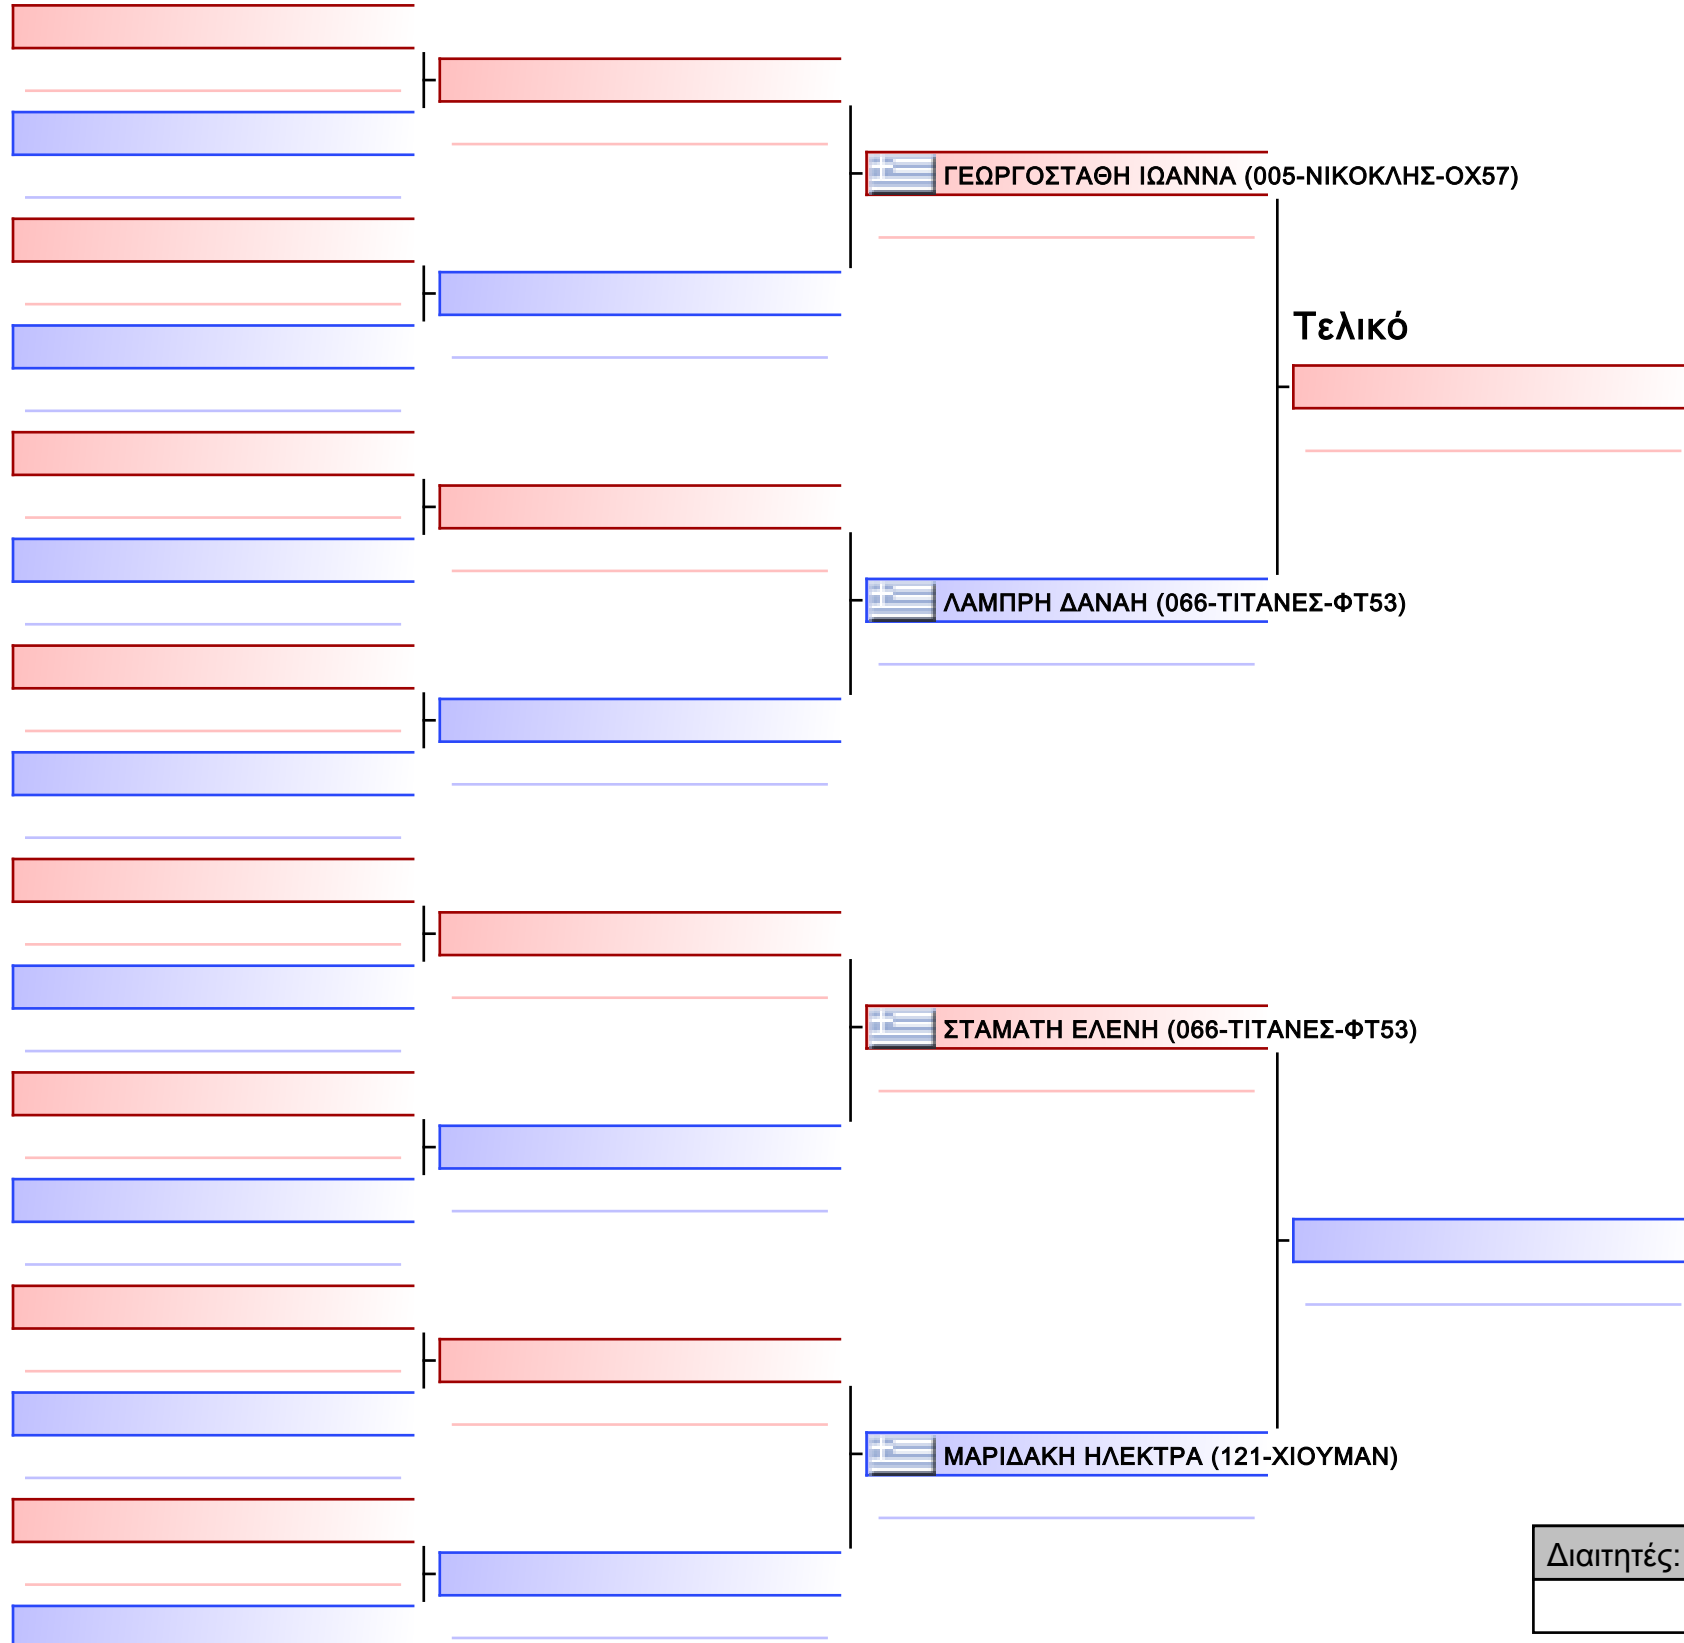 ΓΕΩΡΓΟΣΤΑΘΗ ΙΩΑΝΝΑ (005-ΝΙΚΟΚΛΗΣ-ΟΧ57)
Τελικό
ΛΑΜΠΡΗ ΔΑΝΑΗ (066-ΤΙΤΑΝΕΣ-ΦΤ53)
ΣΤΑΜΑΤΗ ΕΛΕΝΗ (066-ΤΙΤΑΝΕΣ-ΦΤ53)
ΜΑΡΙΔΑΚΗ ΗΛΕΚΤΡΑ (121-ΧΙΟΥΜΑΝ)
Διαιτητές: